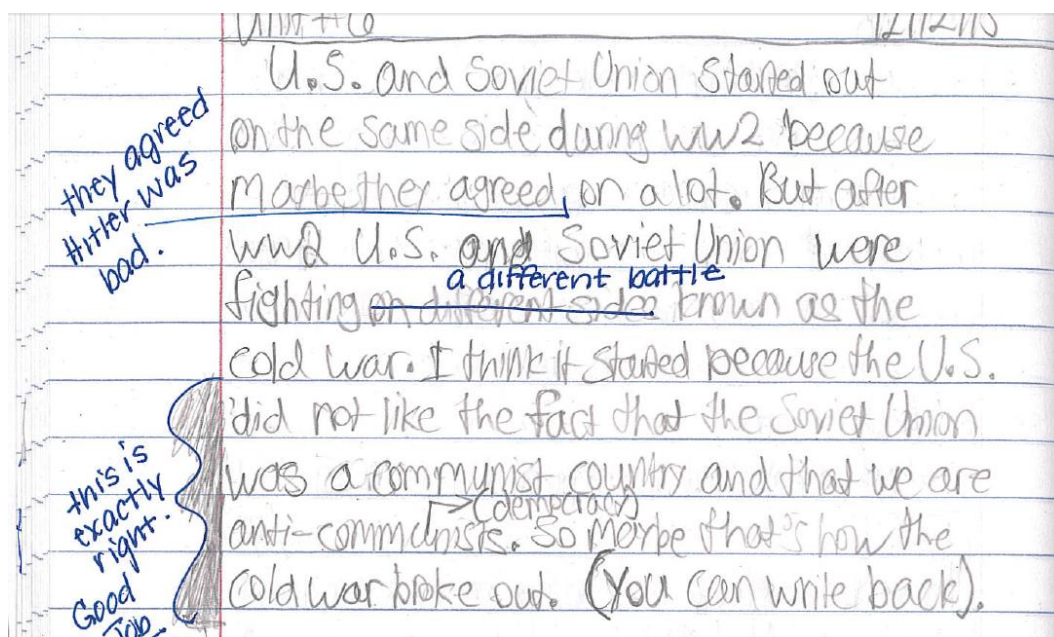 Unit #6 12/12/13
U.S. and Soviet Union Started out
on the same side during WW2 because
they agreed
Hitler was
bad.
Maybe they agreed, on a lot. But after
WW2 U.S. and Soviet Union were
a different battle
fighting on different sides known as the
cold war. I think it Started because the U.S.
did not like the fact that the Soviet Union
was a communist country and that we are
(democracy)
anti-communists. So Maybe that's how the
cold war broke out. (You can write back).
this is
exactly
right.
Good
Job.